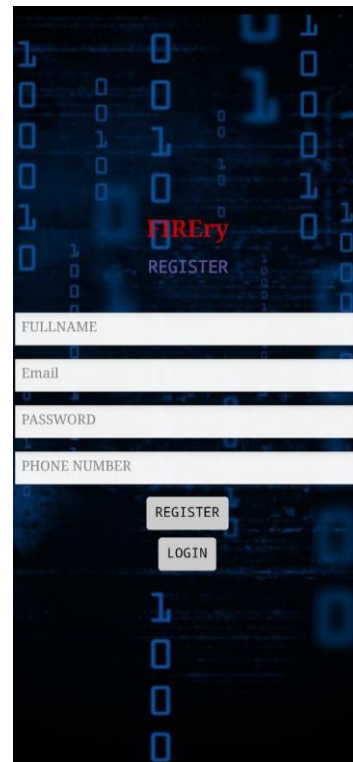 FIREry
REGISTER
FULLNAME
Email
PASSWORD
PHONE NUMBER
REGISTER
LOGIN